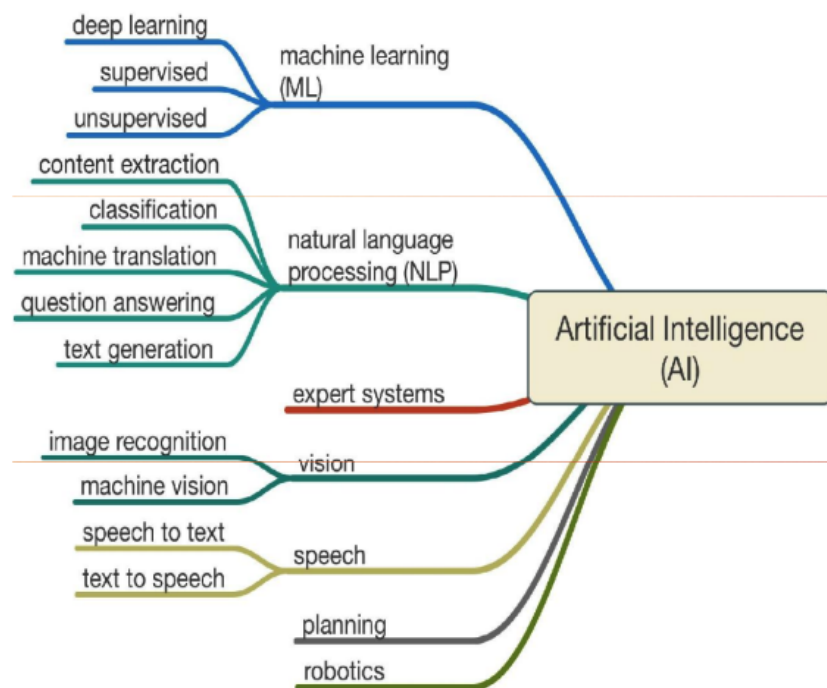 deep learning
supervised
unsupervised
machine learning
(ML)
content extraction
classification
machine translation
question answering
text generation
natural language
processing (NLP)
Artificial Intelligence
(AI)
expert systems
image recognition
machine vision
vision
speech to text
text to speech
speech
planning
robotics